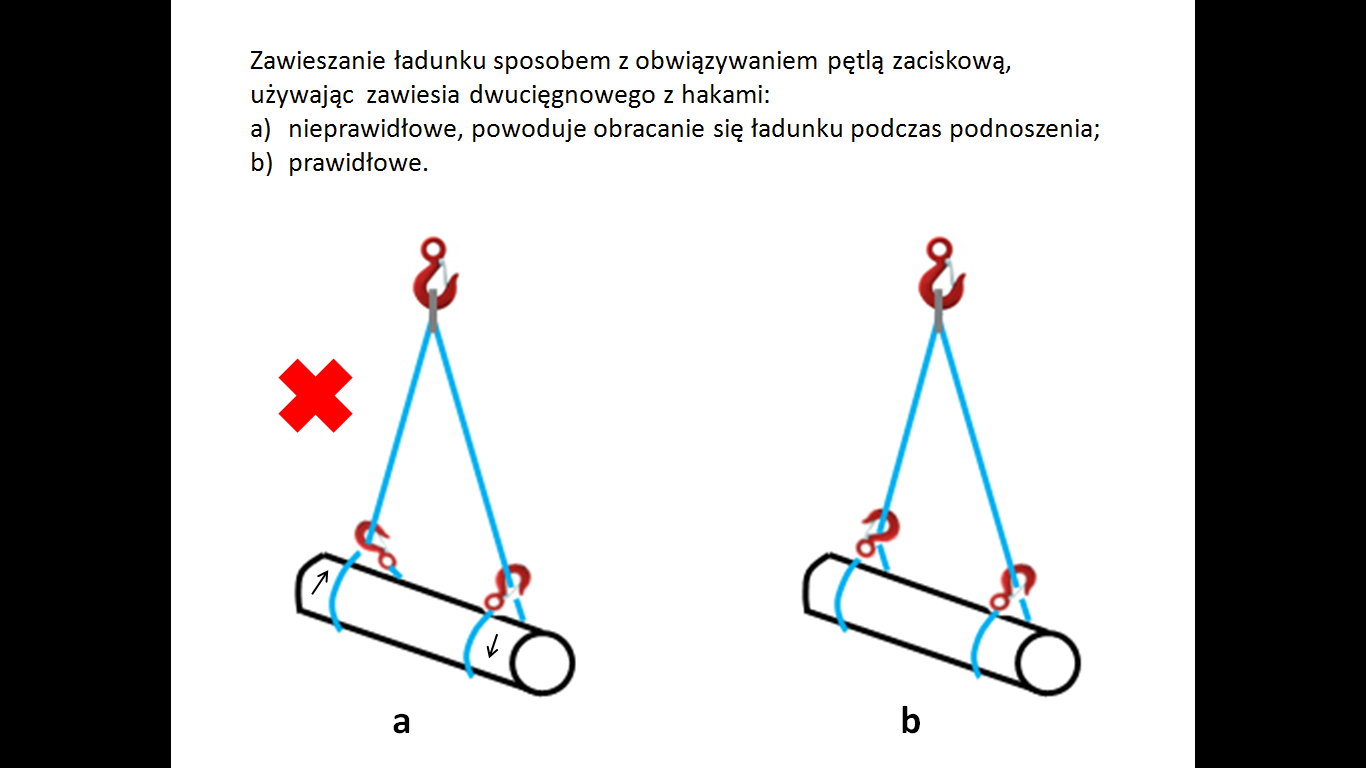 Zawieszanie ładunku sposobem z obwiązywaniem pętlą zaciskową,
używając zawiesia dwucięgnowego z hakami:
a) nieprawidłowe, powoduje obracanie się ładunku podczas podnoszenia;
b) prawidłowe.
a
b